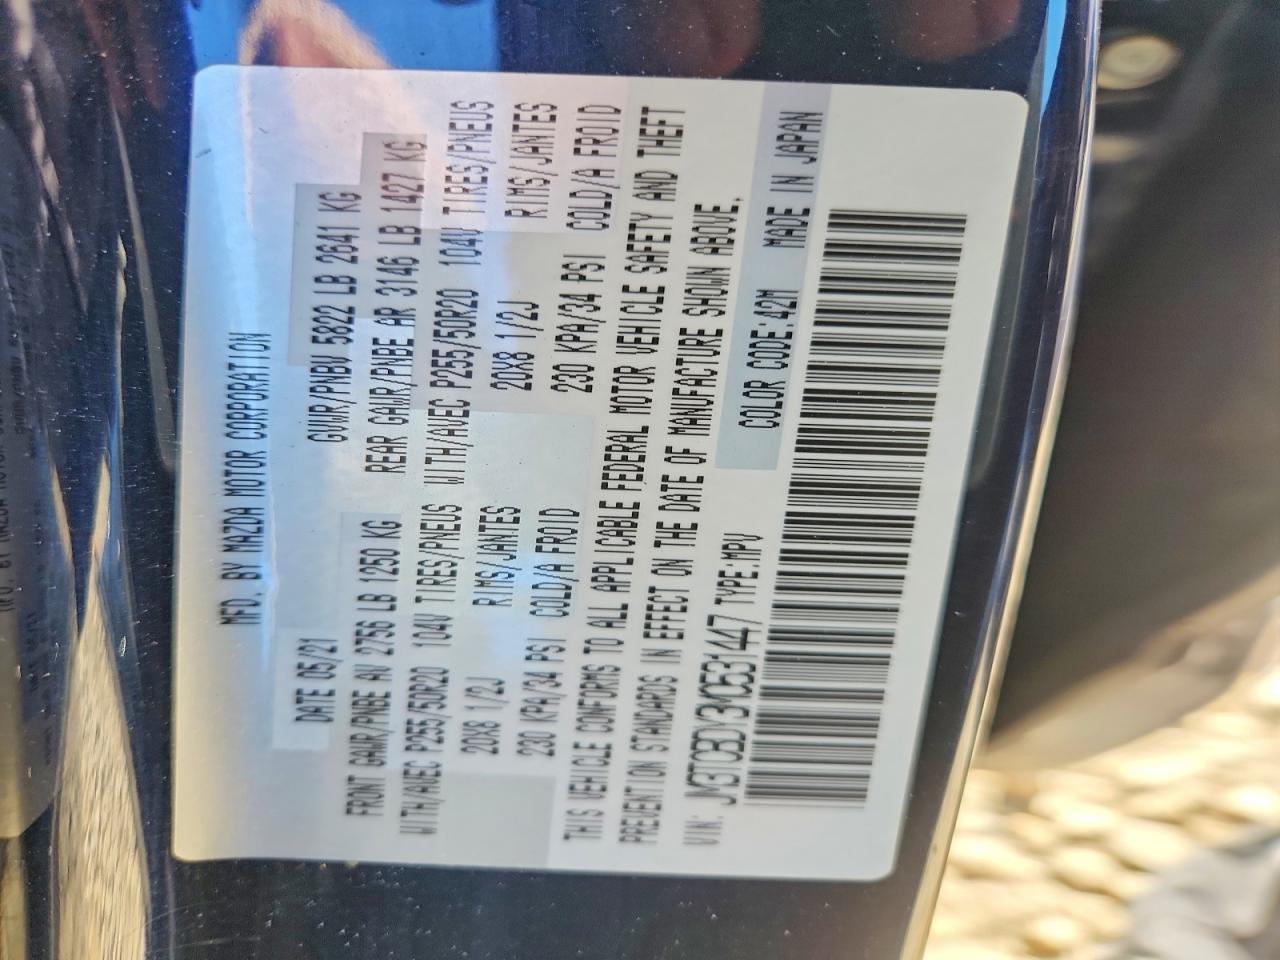 MFD. BY MAZDA MOTOR CORPORATION
DATE 05/21 GVWR/PNBV 5822 LB 2641 KG
FRONT GAWR/PNBE AV 2756 LB 1250 KG REAR GAWR/PNBE AR 3146 LB 1427 KG
WITH/AVEC P255/50R20 104V TIRES/PNEUS WITH/AVEC P255/50R20 104V TIRES/PNEUS
20X8 1/2J RIMS/JANTES 20X8 1/2J RIMS/JANTES
230 KPA/34 PSI COLD/A FROID 230 KPA/34 PSI COLD/A FROID
THIS VEHICLE CONFORMS TO ALL APPLICABLE FEDERAL MOTOR VEHICLE SAFETY AND THEFT
PREVENTION STANDARDS IN EFFECT ON THE DATE OF MANUFACTURE SHOWN ABOVE.
VIN: TYPE:MPV COLOR CODE:42M MADE IN JAPAN